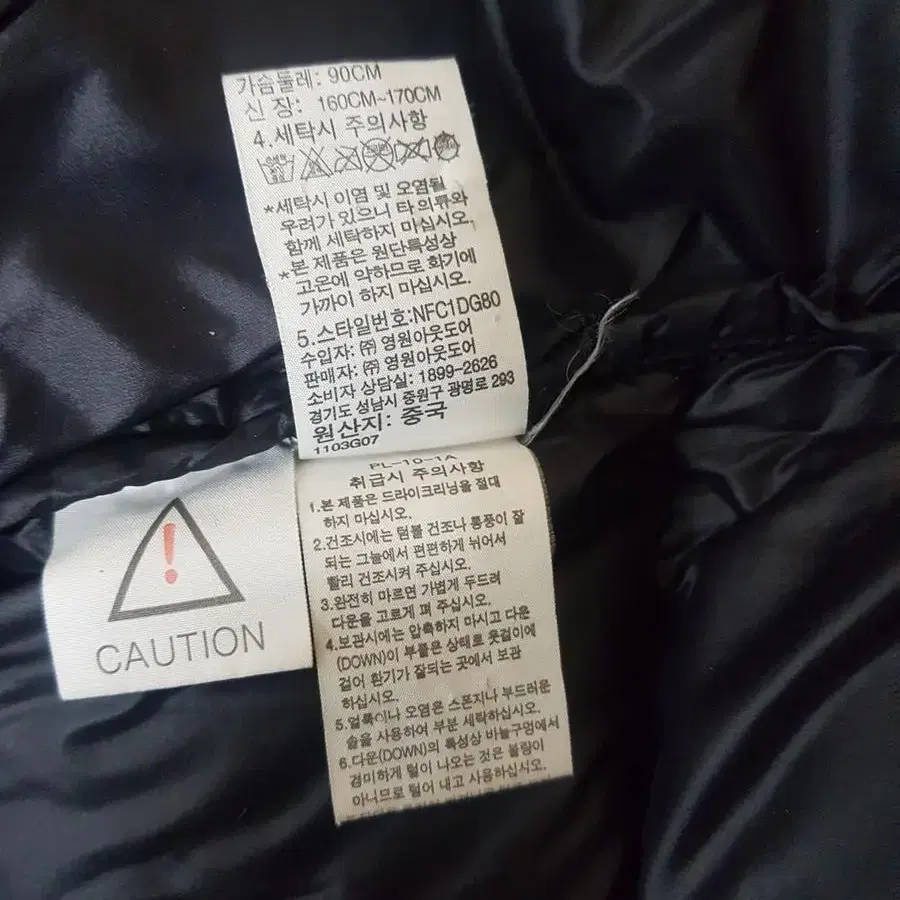 가슴둘레: 90CM
신 장: 160CM~170CM
4.세탁시 주의사항
*세탁시 이염 및 오염될
우려가 있으니 타 의류와
함께 세탁하지 마십시오.
*본 제품은 원단특성상
고온에 약하므로 화기에
가까이 하지 마십시오.
5.스타일번호:NFC1DG80
수입자: ㈜ 영원아웃도어
판매자: ㈜ 영원아웃도어
소비자 상담실: 1899-2626
경기도 성남시 중원구 광명로 293
원산지: 중국
1103G07
PL-10-1A
취급시 주의사항
1.본 제품은 드라이크리닝을 절대
하지 마십시오.
2.건조시에는 텀블 건조나 통풍이 잘
되는 그늘에서 편편하게 뉘어서
빨리 건조시켜 주십시오.
3.완전히 마르면 가볍게 두드려
다운을 고르게 펴 주십시오.
4.보관시에는 압축하지 마시고 다운
(DOWN)이 부풀은 상태로 옷걸이에
걸어 환기가 잘되는 곳에서 보관
하십시오.
5.얼룩이나 오염은 스폰지나 부드러운
솔을 사용하여 부분 세탁하십시오.
6.다운(DOWN)의 특성상 바늘구멍에서
경미하게 털이 나오는 것은 불량이
아니므로 털어 내고 사용하십시오.
CAUTION